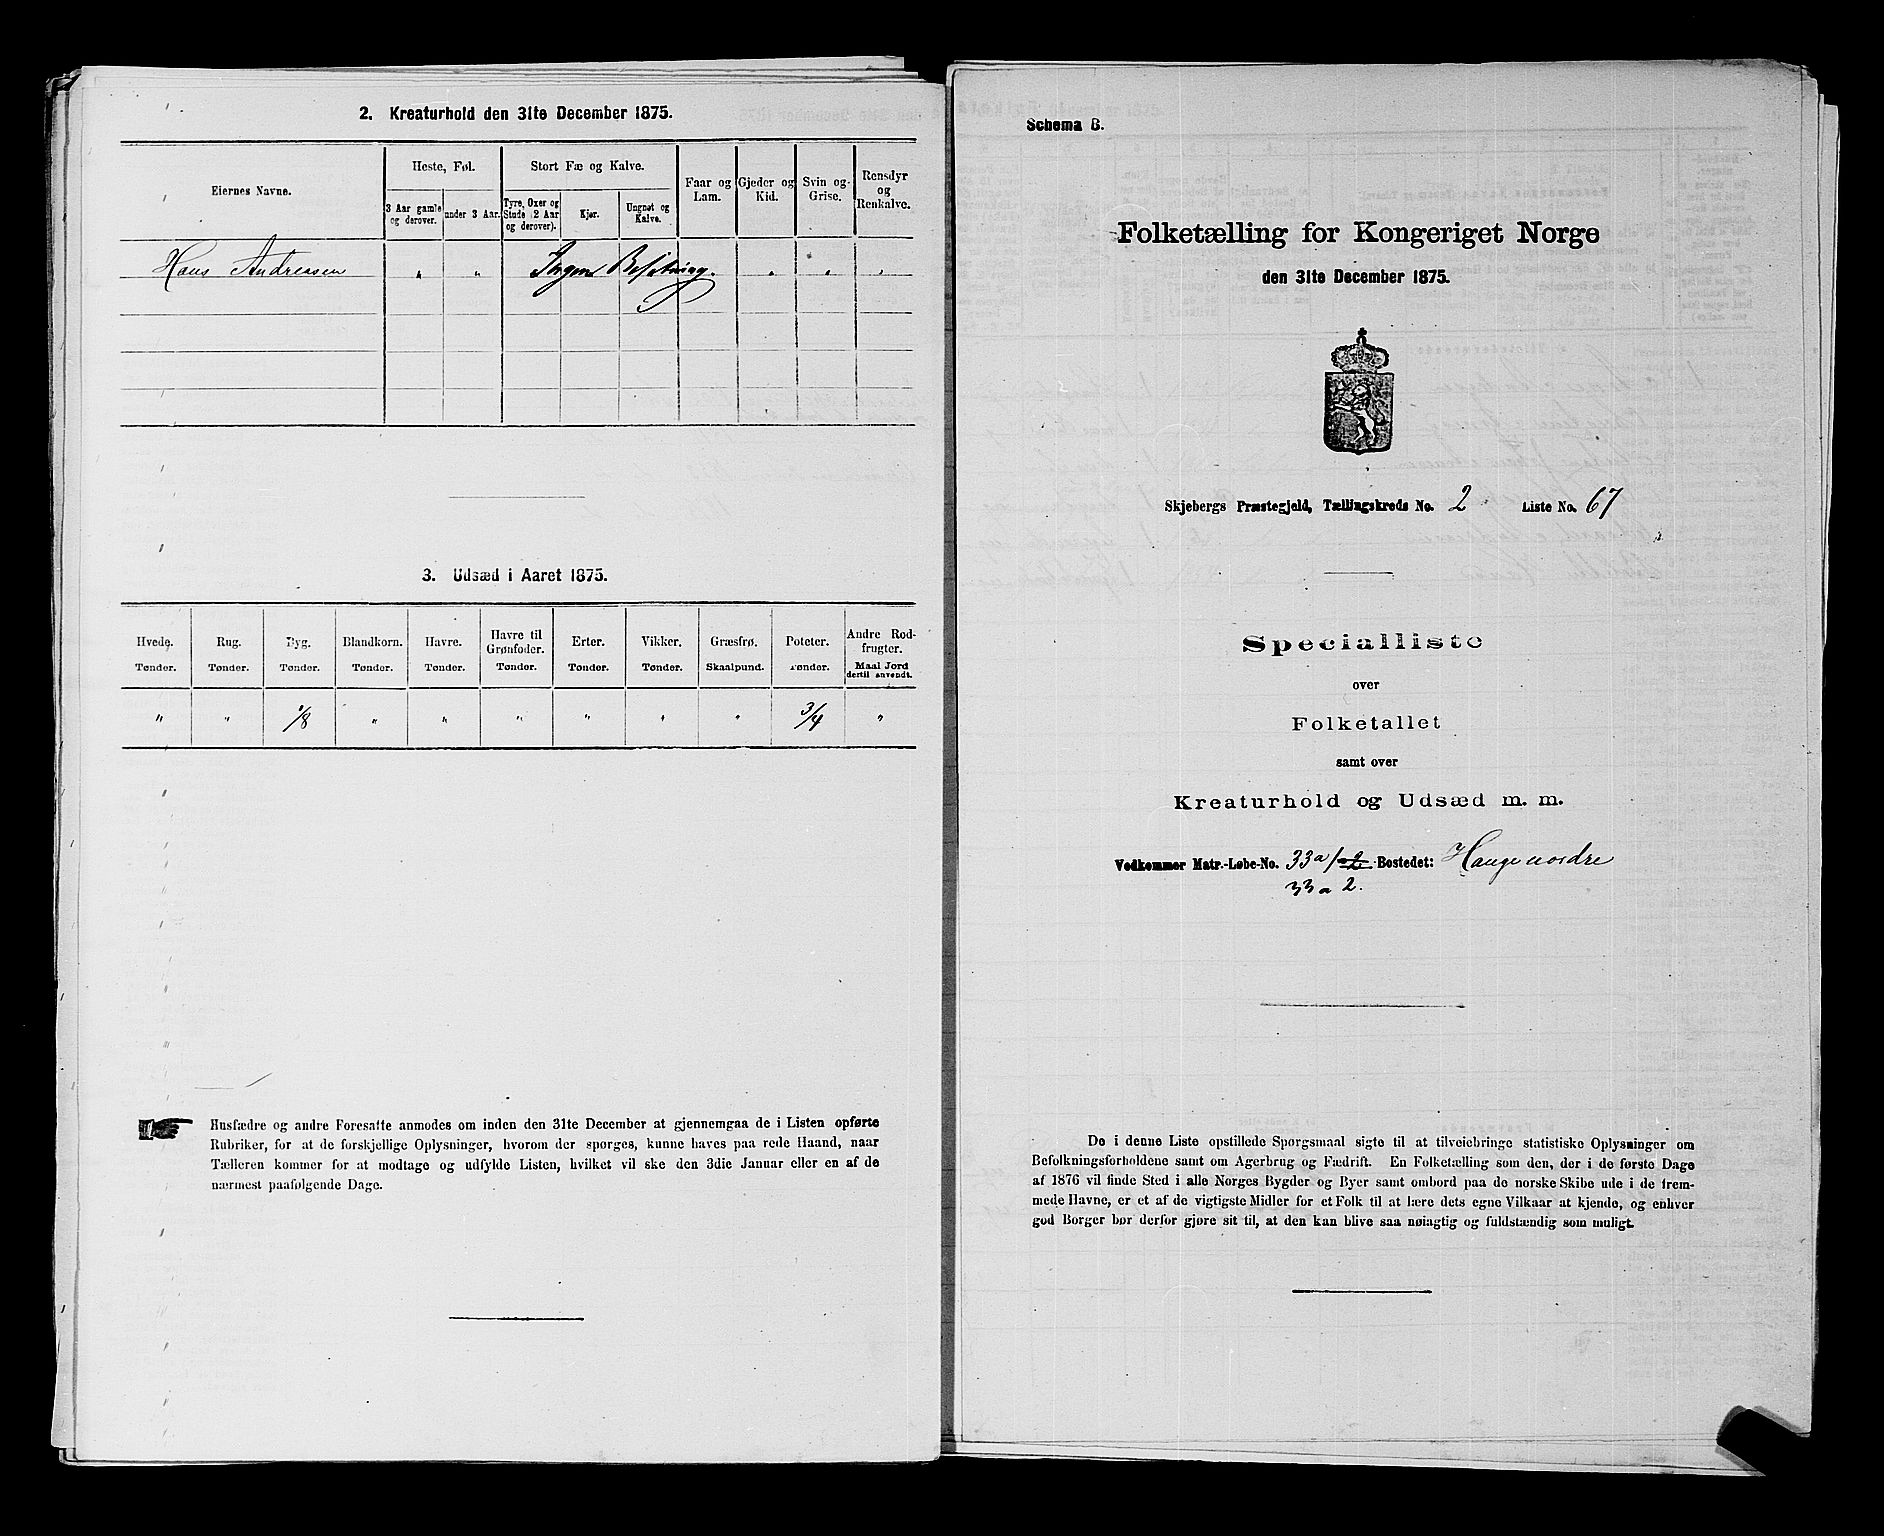 2. Kreaturhold den 31te December 1875.
Eiernes Navne.
Heste, Føl.
Stort Fæ og Kalve.
Faar og Lam.
Gjeder og Kid.
Svin og Grise.
Rensdyr og Renkalve.
3 Aar gamle og derover.
under 3 Aar.
Tyre, Oxer og Stude (2 Aar og derover).
Kjør.
Ungnøt og Kalve.
Hans Andreassen " " Ingen Besætning. " " "
3. Udsæd i Aaret 1875.
Hvede. Rug. Byg. Blandkorn. Havre. Havre til Grønfoder. Erter. Vikker. Græsfrø. Poteter. Andre Rodfrugter.
Tønder. Tønder. Tønder. Tønder. Tønder. Tønder. Tønder. Tønder. Skaalpund. Tønder. Maal Jord dertil anvendt.
" " 1/8 " " " " " " 3/4 "
Husfædre og andre Foresatte anmodes om inden den 31te December at gjennemgaa de i Listen opførte
Rubriker, for at de forskjellige Oplysninger, hvorom der spørges, kunne haves paa rede Haand, naar
Tælleren kommer for at modtage og udfylde Listen, hvilket vil ske den 3die Januar eller en af de
nærmest paafølgende Dage.
Schema B.
Folketælling for Kongeriget Norge
den 31te December 1875.
Skjebergs Præstegjeld, Tællingskreds No. 2 Liste No. 67
Specialliste
over
Folketallet
samt over
Kreaturhold og Udsæd m. m.
Vedkommer Matr.-Løbe-No. 33a/2 Bostedet: Hauge nordre
33a 2.
De i denne Liste opstillede Spørgsmaal sigte til at tilveiebringe statistiske Oplysninger om
Befolkningsforholdene samt om Agerbrug og Fædrift. En Folketælling som den, der i de første Dage
af 1876 vil finde Sted i alle Norges Bygder og Byer samt ombord paa de norske Skibe ude i de frem-
mede Havne, er et af de vigtigste Midler for et Folk til at lære dets egne Vilkaar at kjende, og enhver
god Borger bør derfor gjøre sit til, at den kan blive saa nøiagtig og fuldstændig som muligt.